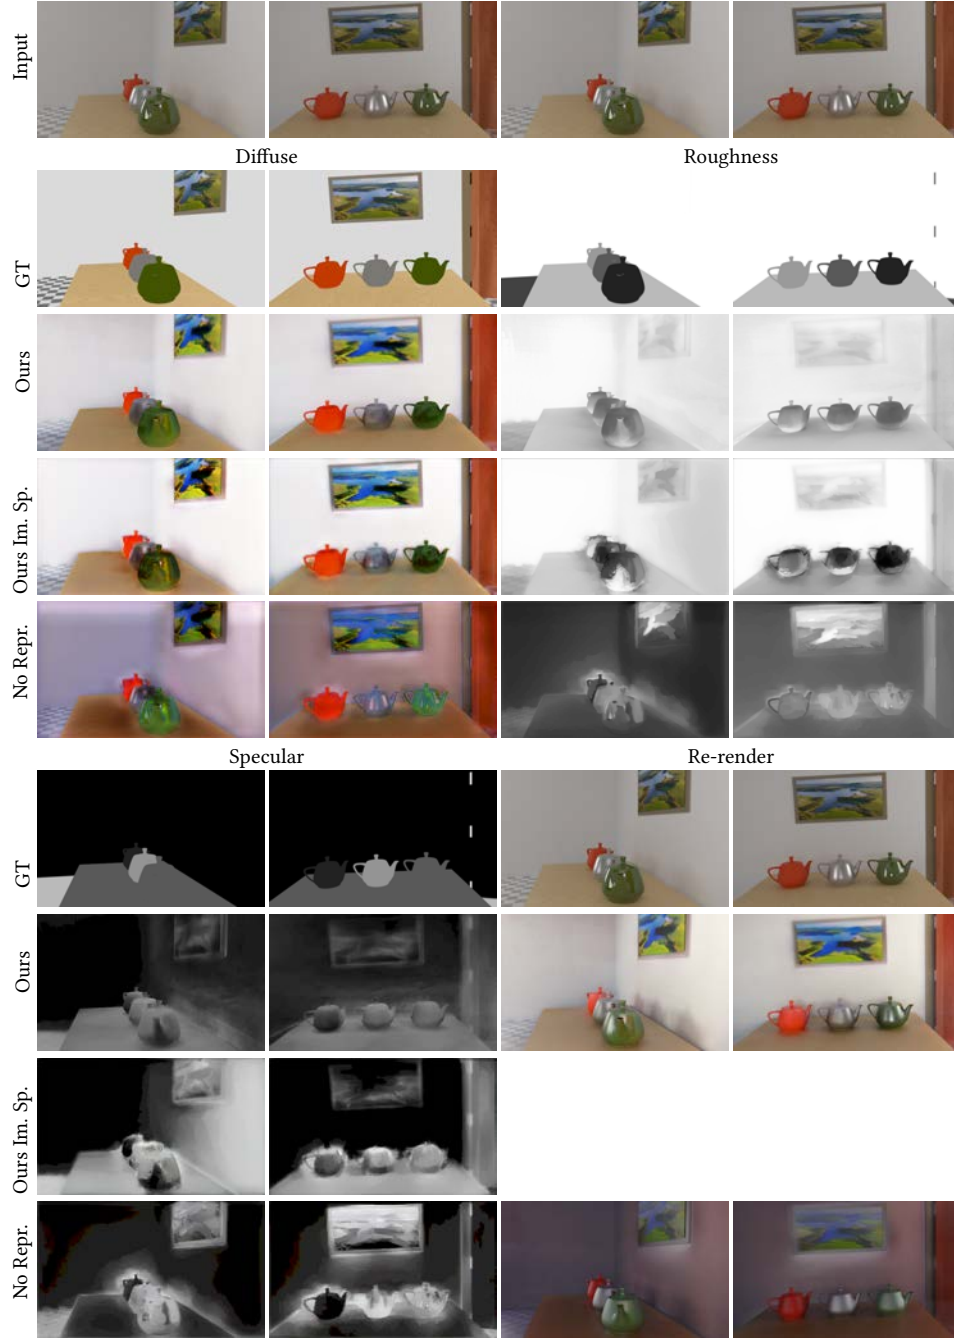 Input
Diffuse
Roughness
GT
Ours
Ours Im. Sp.
No Repr.
Specular
Re-render
GT
Ours
Ours Im. Sp.
No Repr.